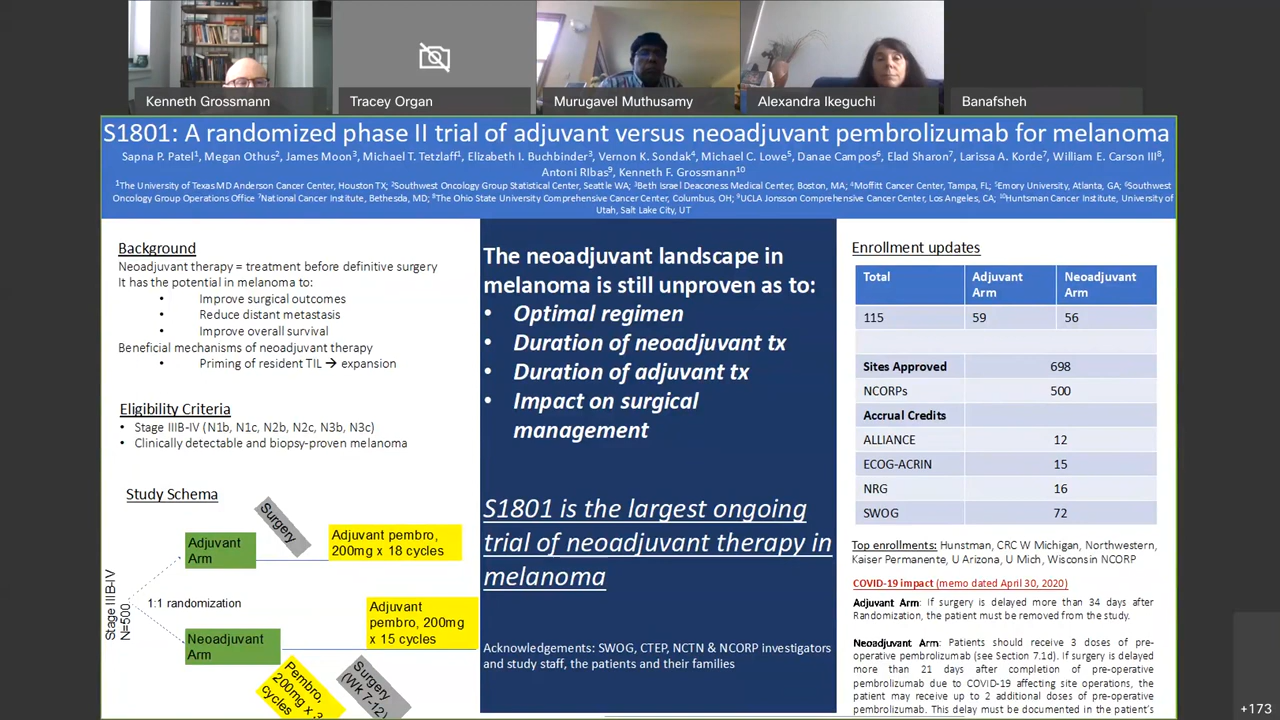 Kenneth Grossmann
Tracey Organ
Murugavel Muthusamy
Alexandra Ikeguchi
Banafsheh
S1801: A randomized phase II trial of adjuvant versus neoadjuvant pembrolizumab for melanoma
Sapna P. Patel1, Megan Othus2, James Moon3, Michael T. Tetzlaff1, Elizabeth I. Buchbinder3, Vernon K. Sondak4, Michael C. Lowe5, Danae Campos6, Elad Sharon7, Larissa A. Korde7, William E. Carson III8,
Antoni RIbas9, Kenneth F. Grossmann10
1The University of Texas MD Anderson Cancer Center, Houston TX; 2Southwest Oncology Group Statistical Center, Seattle WA; 3Beth Israel Deaconess Medical Center, Boston, MA; 4Moffitt Cancer Center, Tampa, FL; 5Emory University, Atlanta, GA; 6Southwest
Oncology Group Operations Office 7National Cancer Institute, Bethesda, MD; 8The Ohio State University Comprehensive Cancer Center, Columbus, OH; 9UCLA Jonsson Comprehensive Cancer Center, Los Angeles, CA; 10Huntsman Cancer Institute, University of
Utah, Salt Lake City, UT
Background
Neoadjuvant therapy = treatment before definitive surgery
It has the potential in melanoma to:
• Improve surgical outcomes
• Reduce distant metastasis
• Improve overall survival
Beneficial mechanisms of neoadjuvant therapy
• Priming of resident TIL → expansion
Eligibility Criteria
• Stage IIIB-IV (N1b, N1c, N2b, N2c, N3b, N3c)
• Clinically detectable and biopsy-proven melanoma
Study Schema
Stage IIIB-IV
N=500
1:1 randomization
Adjuvant
Arm
Surgery
Adjuvant pembro,
200mg x 18 cycles
Neoadjuvant
Arm
Pembro,
200mg x 3
cycles
Surgery
(Wk 7-12)
Adjuvant
pembro, 200mg
x 15 cycles
The neoadjuvant landscape in
melanoma is still unproven as to:
• Optimal regimen
• Duration of neoadjuvant tx
• Duration of adjuvant tx
• Impact on surgical
management
S1801 is the largest ongoing
trial of neoadjuvant therapy in
melanoma
Acknowledgements: SWOG, CTEP, NCTN & NCORP investigators
and study staff, the patients and their families
Enrollment updates
Total Adjuvant Arm Neoadjuvant Arm
115 59 56
Sites Approved 698
NCORPs 500
Accrual Credits
ALLIANCE 12
ECOG-ACRIN 15
NRG 16
SWOG 72
Top enrollments: Hunstman, CRC W Michigan, Northwestern,
Kaiser Permanente, U Arizona, U Mich, Wisconsin NCORP
COVID-19 impact (memo dated April 30, 2020)
Adjuvant Arm: If surgery is delayed more than 34 days after
Randomization, the patient must be removed from the study.
Neoadjuvant Arm: Patients should receive 3 doses of pre-
operative pembrolizumab (see Section 7.1d). If surgery is delayed
more than 21 days after completion of pre-operative
pembrolizumab due to COVID-19 affecting site operations, the
patient may receive up to 2 additional doses of pre-operative
pembrolizumab. This delay must be documented in the patient's
+173